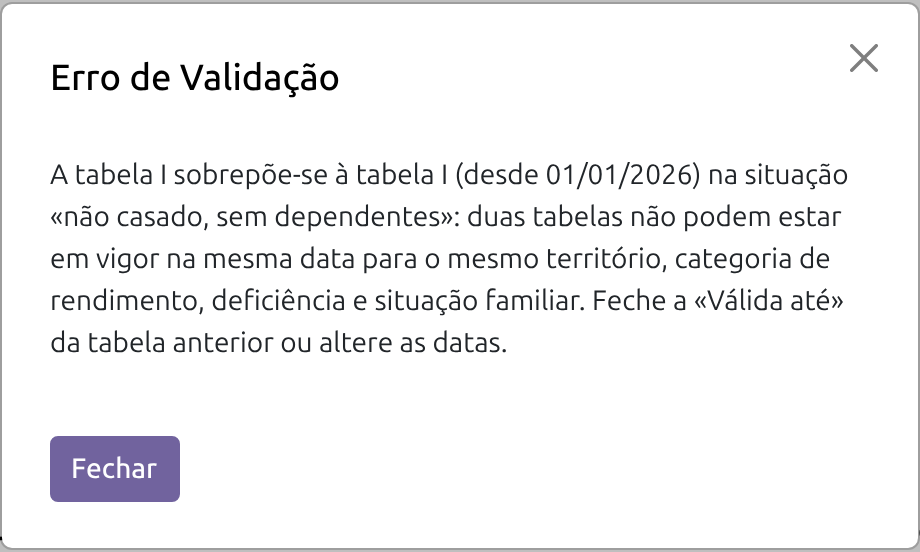 Erro de Validação
A tabela I sobrepõe-se à tabela I (desde 01/01/2026) na situação
«não casado, sem dependentes»: duas tabelas não podem estar
em vigor na mesma data para o mesmo território, categoria de
rendimento, deficiência e situação familiar. Feche a «Válida até»
da tabela anterior ou altere as datas.
Fechar